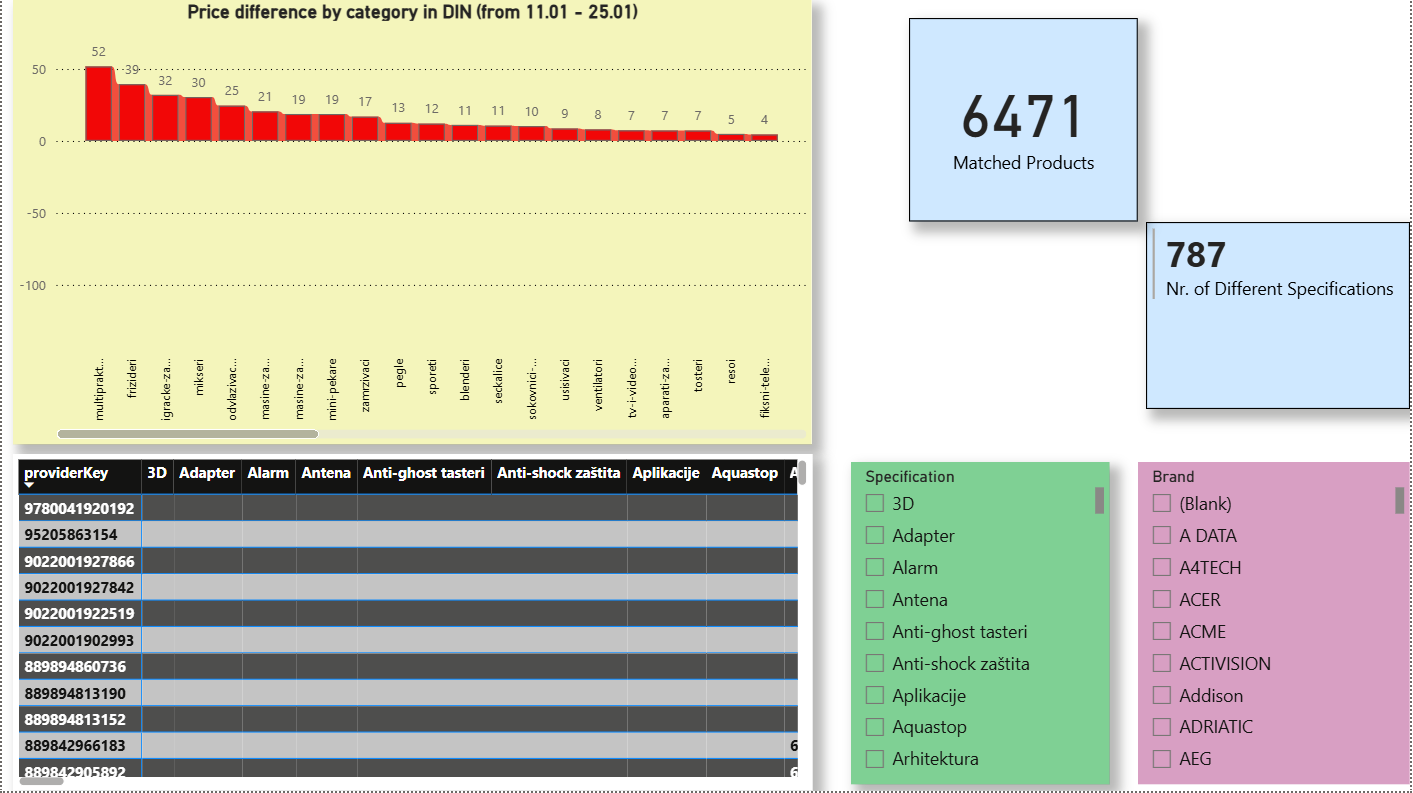 Price difference by category in DIN (from 11.01 - 25.01)
52
39
32
30
25
21
19
19
17
13
12
11
11
10
9
8
7
7
7
5
4
50
0
-50
-100
multiprakt...
frizideri
igracke-za...
mikseri
odvlazivac...
masine-za...
masine-za...
mini-pekare
zamrzivaci
pegle
sporeti
blenderi
seckalice
sokovnici-...
usisivaci
ventilatori
tv-i-video...
aparati-za...
tosteri
resoi
fiksni-tele...
6471
Matched Products
787
Nr. of Different Specifications
providerKey 3D Adapter Alarm Antena Anti-ghost tasteri Anti-shock zaštita Aplikacije Aquastop A
9780041920192
95205863154
9022001927866
9022001927842
9022001922519
9022001902993
889894860736
889894813190
889894813152
889842966183 6
889842905892 6
Specification
3D
Adapter
Alarm
Antena
Anti-ghost tasteri
Anti-shock zaštita
Aplikacije
Aquastop
Arhitektura
Brand
(Blank)
A DATA
A4TECH
ACER
ACME
ACTIVISION
Addison
ADRIATIC
AEG